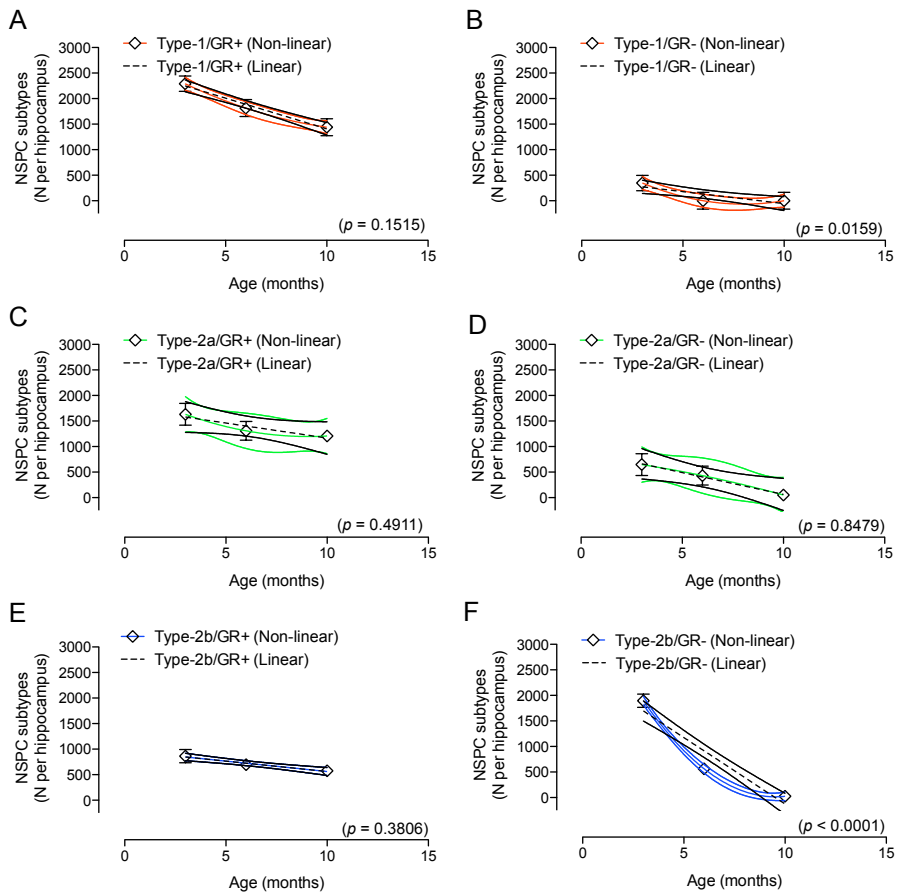 A
NSPC subtypes
(N per hippocampus)
3000
2500
2000
1500
1000
500
0
Type-1/GR+ (Non-linear)
Type-1/GR+ (Linear)
(p = 0.1515)
0 5 10 15
Age (months)
B
NSPC subtypes
(N per hippocampus)
3000
2500
2000
1500
1000
500
0
Type-1/GR- (Non-linear)
Type-1/GR- (Linear)
(p = 0.0159)
0 5 10 15
Age (months)
C
NSPC subtypes
(N per hippocampus)
3000
2500
2000
1500
1000
500
0
Type-2a/GR+ (Non-linear)
Type-2a/GR+ (Linear)
(p = 0.4911)
0 5 10 15
Age (months)
D
NSPC subtypes
(N per hippocampus)
3000
2500
2000
1500
1000
500
0
Type-2a/GR- (Non-linear)
Type-2a/GR- (Linear)
(p = 0.8479)
0 5 10 15
Age (months)
E
NSPC subtypes
(N per hippocampus)
3000
2500
2000
1500
1000
500
0
Type-2b/GR+ (Non-linear)
Type-2b/GR+ (Linear)
(p = 0.3806)
0 5 10 15
Age (months)
F
NSPC subtypes
(N per hippocampus)
3000
2500
2000
1500
1000
500
0
Type-2b/GR- (Non-linear)
Type-2b/GR- (Linear)
(p < 0.0001)
0 5 10 15
Age (months)